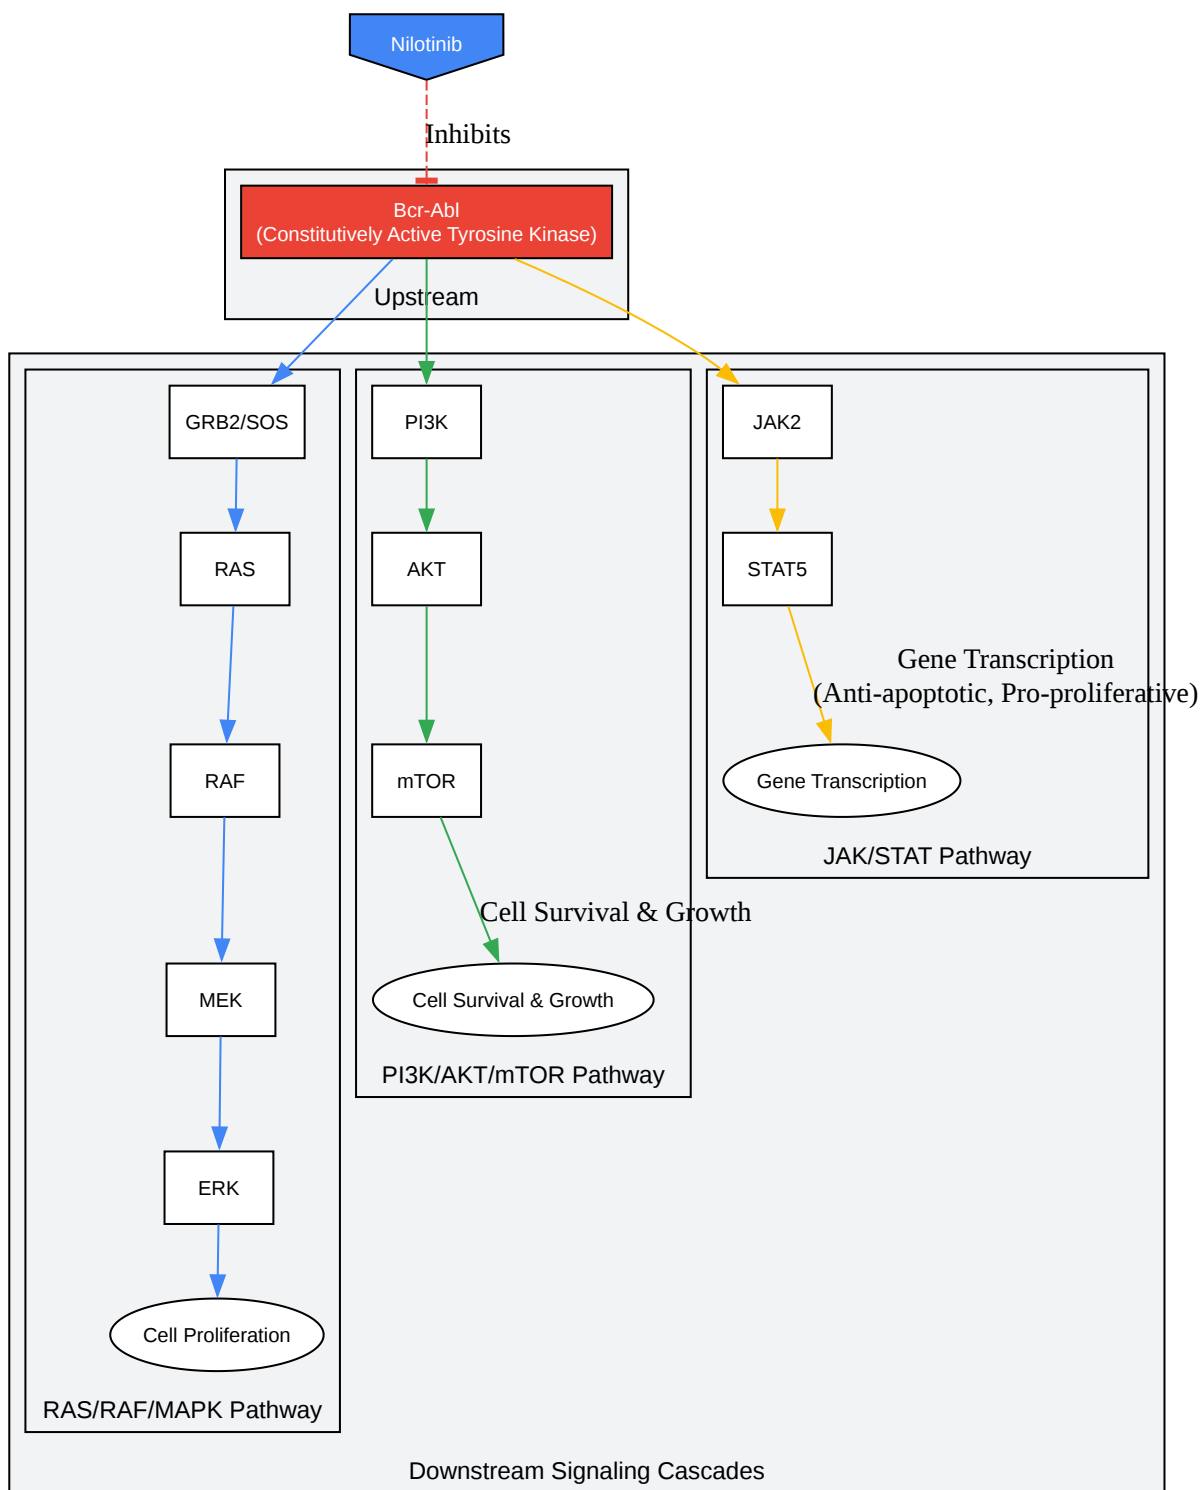 Nilotinib
Inhibits
Bcr-Abl
(Constitutively Active Tyrosine Kinase)
Upstream
GRB2/SOS
PI3K
JAK2
RAS
AKT
STAT5
Gene Transcription
(Anti-apoptotic, Pro-proliferative)
RAF
mTOR
Gene Transcription
JAK/STAT Pathway
Cell Survival & Growth
MEK
Cell Survival & Growth
PI3K/AKT/mTOR Pathway
ERK
Cell Proliferation
RAS/RAF/MAPK Pathway
Downstream Signaling Cascades